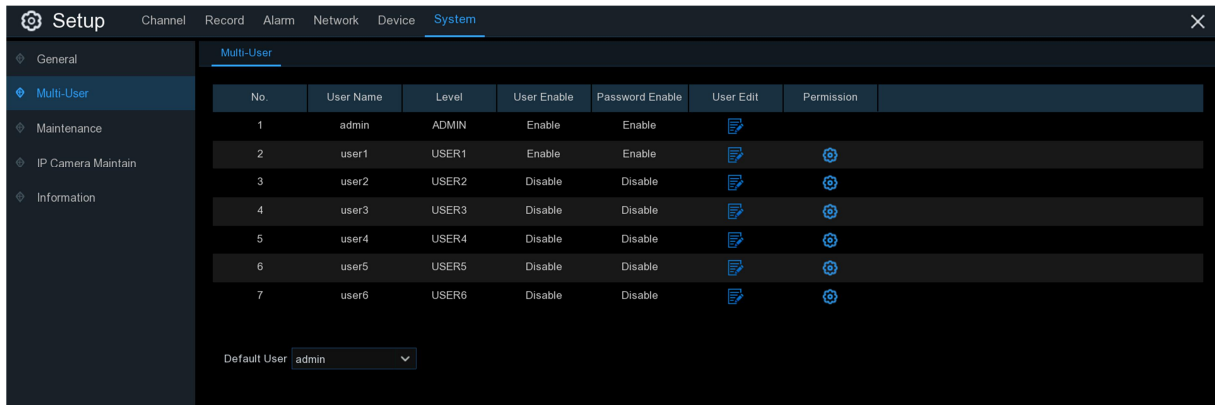 Setup Channel Record Alarm Network Device System
General
Multi-User
Maintenance
IP Camera Maintain
Information
Multi-User
No. User Name Level User Enable Password Enable User Edit Permission
1 admin ADMIN Enable Enable
2 user1 USER1 Enable Enable
3 user2 USER2 Disable Disable
4 user3 USER3 Disable Disable
5 user4 USER4 Disable Disable
6 user5 USER5 Disable Disable
7 user6 USER6 Disable Disable
Default User admin